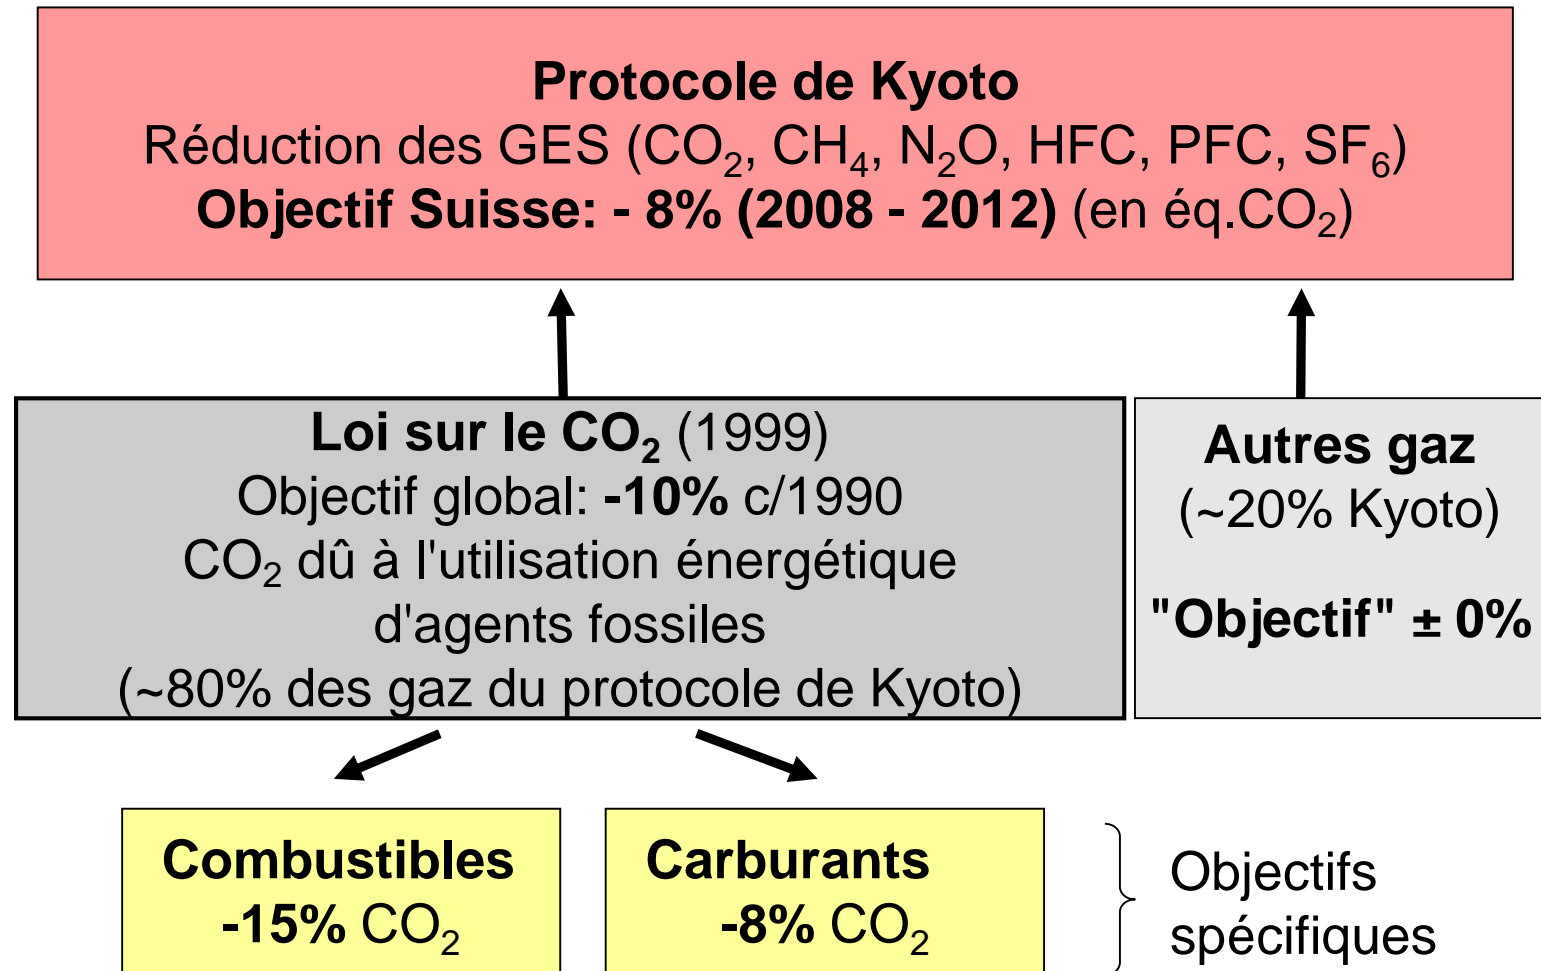 Protocole de Kyoto
Réduction des GES (CO₂, CH₄, N₂O, HFC, PFC, SF₆)
Objectif Suisse: - 8% (2008 - 2012) (en éq.CO₂)
Loi sur le CO₂ (1999)
Objectif global: -10% c/1990
CO₂ dû à l'utilisation énergétique
d'agents fossiles
(~80% des gaz du protocole de Kyoto)
Autres gaz
(~20% Kyoto)
"Objectif" ± 0%
Combustibles
-15% CO₂
Carburants
-8% CO₂
Objectifs
spécifiques